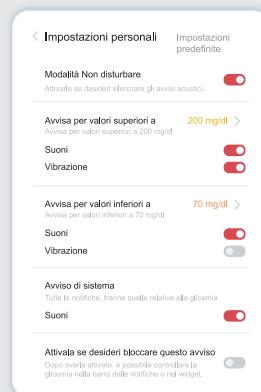 Impostazioni personali
Impostazioni
predefinite
Modalità Non disturbare
Attivarlo se desideri silenziare gli avvisi acustici.
Avvisa per valori superiori a 200 mg/dl
Avvisa per valori superiori a 200 mg/dl
Suoni
Vibrazione
Avvisa per valori inferiori a 70 mg/dl
Avvisa per valori inferiori a 70 mg/dl
Suoni
Vibrazione
Avviso di sistema
Tutte le notifiche, tranne quelle relative alla glicemia
Suoni
Attivala se desideri bloccare questo avviso
Dopo averla attivata, è possibile controllare la
glicemia nella barra delle notifiche o nel widget.